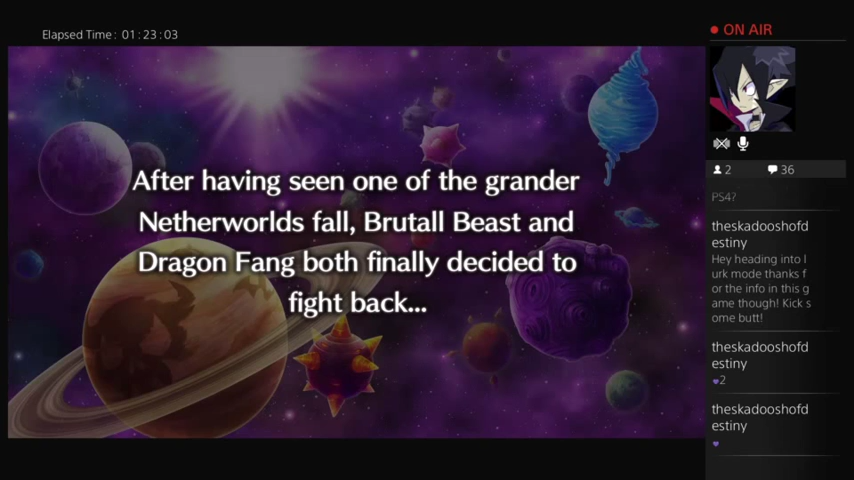 Elapsed Time: 01:23:03
ON AIR
After having seen one of the grander
Netherworlds fall, Brutall Beast and
Dragon Fang both finally decided to
fight back...
2
36
PS4?
theskadooshofd
estiny
Hey heading into l
urk mode thanks f
or the info in this g
ame though! Kick s
ome butt!
theskadooshofd
estiny
2
theskadooshofd
estiny